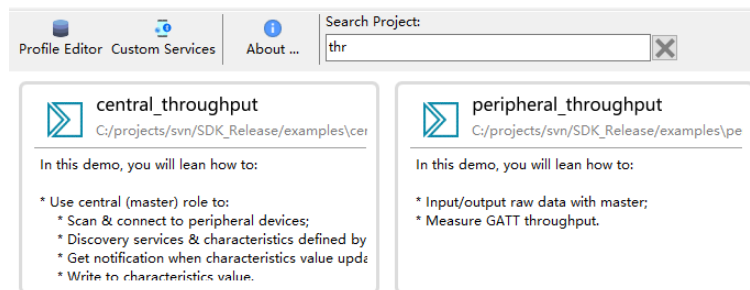 Profile Editor Custom Services About ... Search Project:
thr
central_throughput
C:/projects/svn/SDK_Release/examples\cer
In this demo, you will lean how to:
* Use central (master) role to:
* Scan & connect to peripheral devices;
* Discovery services & characteristics defined by
* Get notification when characteristics value upda
* Write to characteristics value.
peripheral_throughput
C:/projects/svn/SDK_Release/examples\pe
In this demo, you will lean how to:
* Input/output raw data with master;
* Measure GATT throughput.